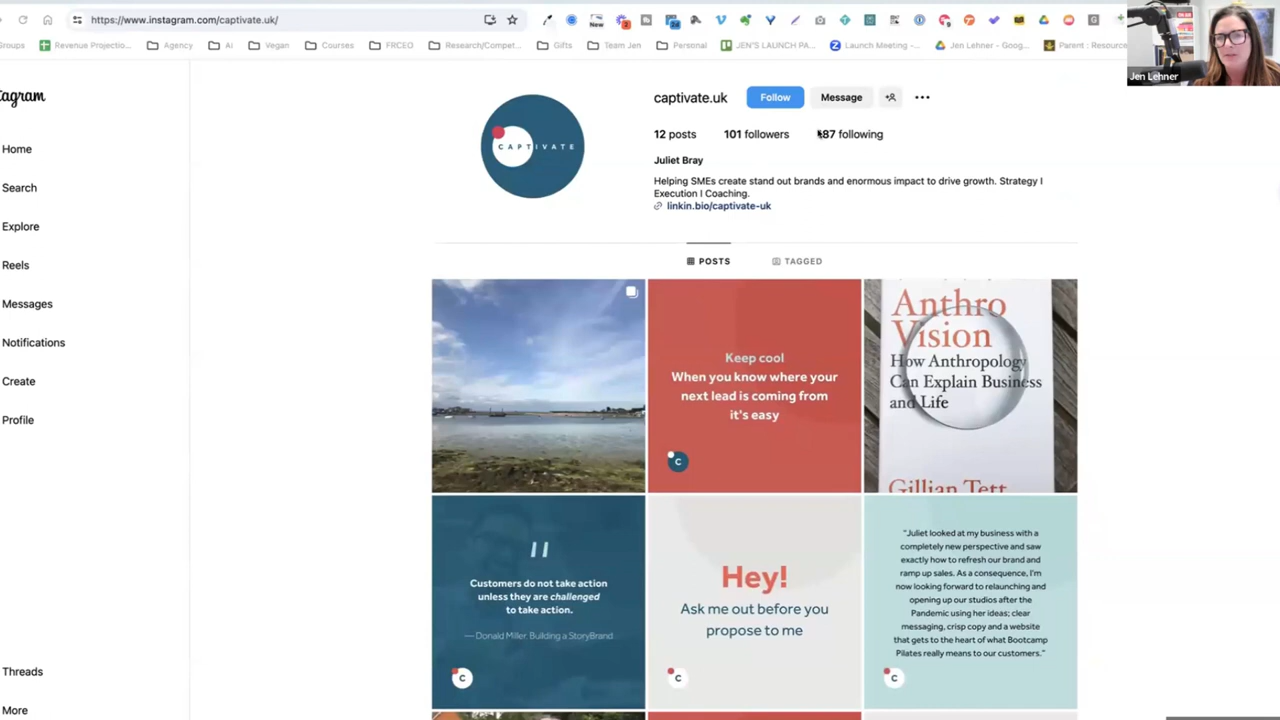 https://www.instagram.com/captivate.uk/
New
Groups
Revenue Projectio...
Agency
Ai
Vegan
Courses
FRCEO
Research/Compet...
Gifts
Team Jen
Personal
JEN'S LAUNCH PA...
Launch Meeting -...
Jen Lehner - Goog...
Parent : Resource
Jen Lehner
tagram
Home
Search
Explore
Reels
Messages
Notifications
Create
Profile
Threads
More
captivate.uk
Follow
Message
12 posts
101 followers
87 following
Juliet Bray
Helping SMEs create stand out brands and enormous impact to drive growth. Strategy I
Execution I Coaching.
linkin.bio/captivate-uk
CAPTIVATE
POSTS
TAGGED
Keep cool
When you know where your
next lead is coming from
it's easy
C
Anthro
Vision
How Anthropology
Can Explain Business
and Life
Gillian Tett
Customers do not take action
unless they are challenged
to take action.
— Donald Miller. Building a StoryBrand
C
Hey!
Ask me out before you
propose to me
C
"Juliet looked at my business with a
completely new perspective and saw
exactly how to refresh our brand and
ramp up sales. As a consequence, I'm
now looking forward to relaunching and
opening up our studios after the
Pandemic using her ideas; clear
messaging, crisp copy and a website
that gets to the heart of what Bootcamp
Pilates really means to our customers."
C